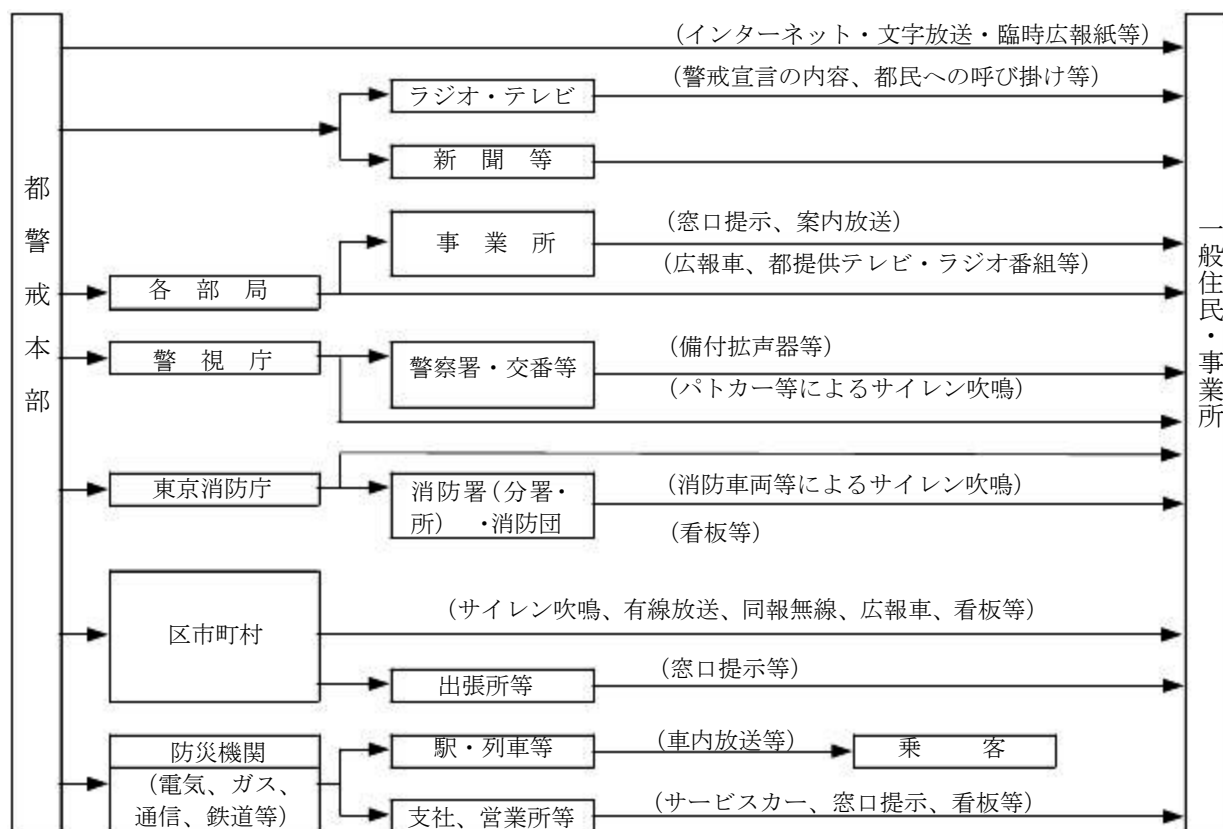 都警戒本部
(インターネット・文字放送・臨時広報紙等)
ラジオ・テレビ
(警戒宣言の内容、都民への呼び掛け等)
新聞等
事業所
(窓口提示、案内放送)
各部局
(広報車、都提供テレビ・ラジオ番組等)
警視庁
警察署・交番等
(備付拡声器等)
(パトカー等によるサイレン吹鳴)
東京消防庁
消防署(分署・
所) ・消防団
(消防車両等によるサイレン吹鳴)
(看板等)
区市町村
(サイレン吹鳴、有線放送、同報無線、広報車、看板等)
出張所等
(窓口提示等)
防災機関
(電気、ガス、
通信、鉄道等)
駅・列車等
(車内放送等)
乗客
支社、営業所等
(サービスカー、窓口提示、看板等)
一般住民・事業所